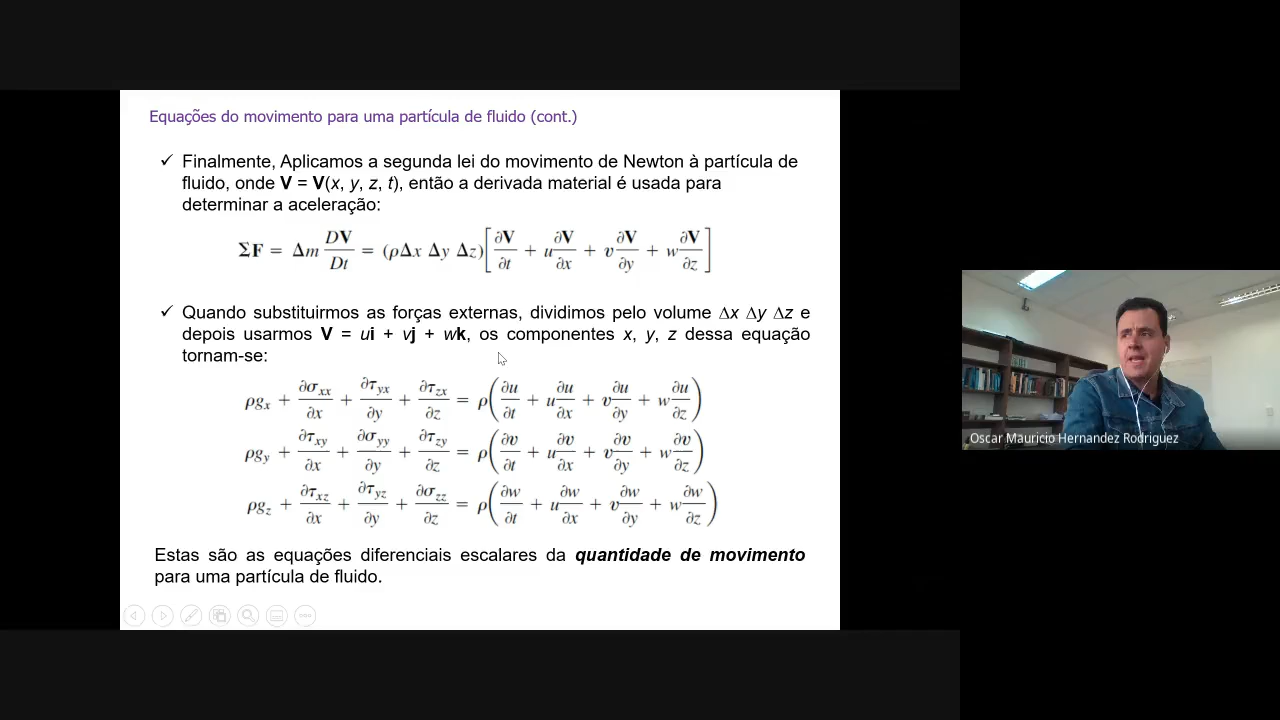 Equações do movimento para uma partícula de fluido (cont.)
✓ Finalmente, Aplicamos a segunda lei do movimento de Newton à partícula de
fluido, onde V = V(x, y, z, t), então a derivada material é usada para
determinar a aceleração:
ΣF = Δm DV/Dt = (ρΔx Δy Δz)[∂V/∂t + u ∂V/∂x + v ∂V/∂y + w ∂V/∂z]
✓ Quando substituirmos as forças externas, dividimos pelo volume Δx Δy Δz e
depois usarmos V = ui + vj + wk, os componentes x, y, z dessa equação
tornam-se:
ρg_x + ∂σ_xx/∂x + ∂τ_yx/∂y + ∂τ_zx/∂z = ρ(∂u/∂t + u ∂u/∂x + v ∂u/∂y + w ∂u/∂z)
ρg_y + ∂τ_xy/∂x + ∂σ_yy/∂y + ∂τ_zy/∂z = ρ(∂v/∂t + u ∂v/∂x + v ∂v/∂y + w ∂v/∂z)
ρg_z + ∂τ_xz/∂x + ∂τ_yz/∂y + ∂σ_zz/∂z = ρ(∂w/∂t + u ∂w/∂x + v ∂w/∂y + w ∂w/∂z)
Estas são as equações diferenciais escalares da quantidade de movimento
para uma partícula de fluido.
Oscar Mauricio Hernandez Rodriguez